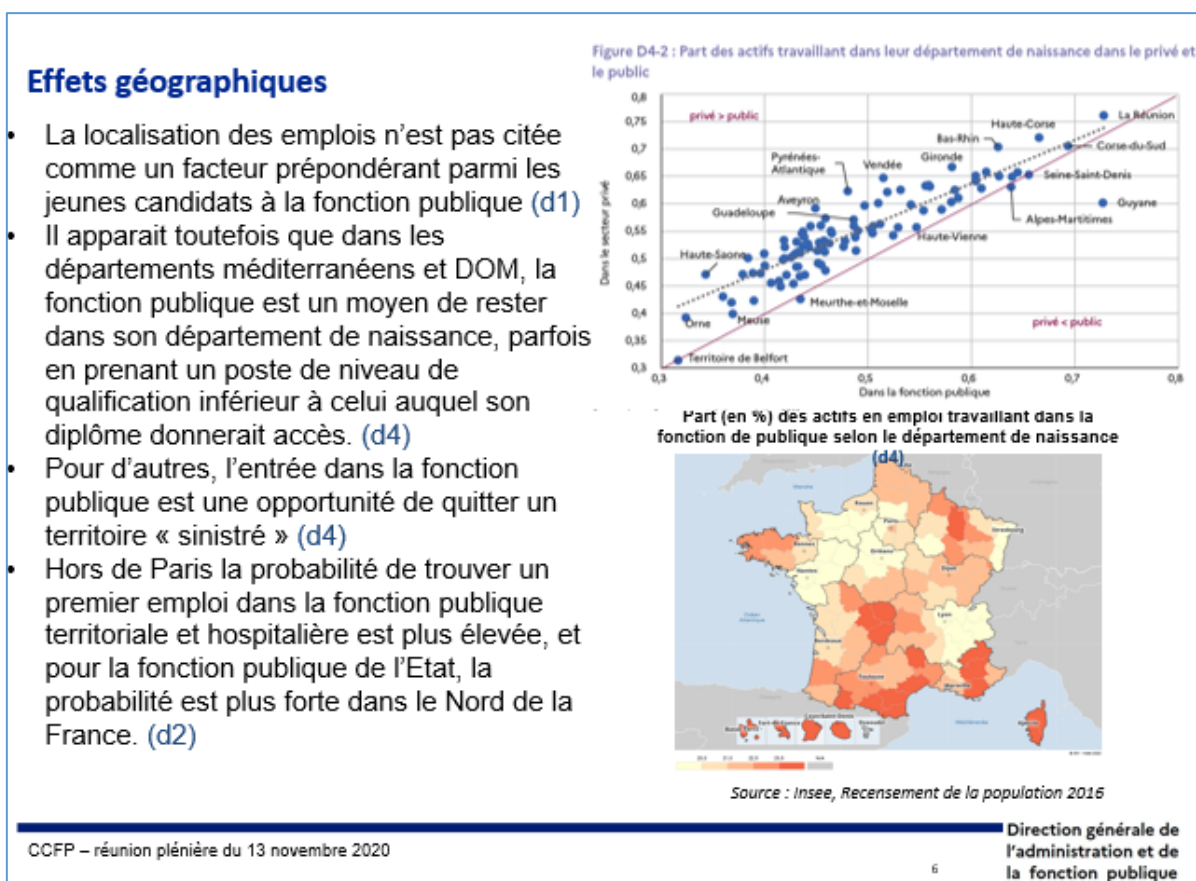 Effets géographiques
• La localisation des emplois n'est pas citée
comme un facteur prépondérant parmi les
jeunes candidats à la fonction publique (d1)
• Il apparait toutefois que dans les
départements méditerranéens et DOM, la
fonction publique est un moyen de rester
dans son département de naissance, parfois
en prenant un poste de niveau de
qualification inférieur à celui auquel son
diplôme donnerait accès. (d4)
• Pour d'autres, l'entrée dans la fonction
publique est une opportunité de quitter un
territoire « sinistré » (d4)
• Hors de Paris la probabilité de trouver un
premier emploi dans la fonction publique
territoriale et hospitalière est plus élevée, et
pour la fonction publique de l'Etat, la
probabilité est plus forte dans le Nord de la
France. (d2)
Figure D4-2 : Part des actifs travaillant dans leur département de naissance dans le privé et
le public
Dans le secteur privé
0,8
0,75
0,7
0,65
0,6
0,55
0,5
0,45
0,4
0,35
0,3
privé > public
La Réunion
Haute-Corse
Bas-Rhin
Corse-du-Sud
Gironde
Pyrénées-
Atlantique
Vendée
Seine-Saint-Denis
Aveyron
Guyane
Guadeloupe
Alpes-Martitimes
Haute-Vienne
Haute-Saone
Meurthe-et-Moselle
Orne
Meuse
privé < public
Territoire de Belfort
0,3 0,4 0,5 0,6 0,7 0,8
Dans la fonction publique
Part (en %) des actifs en emploi travaillant dans la
fonction de publique selon le département de naissance
(d4)
Rouen
Paris
Strasbourg
Rennes
Orléans
Nantes
Dijon
Lyon
Bordeaux
Toulouse
Marseille
Source : Insee, Recensement de la population 2016
CCFP – réunion plénière du 13 novembre 2020
6
Direction générale de
l'administration et de
la fonction publique